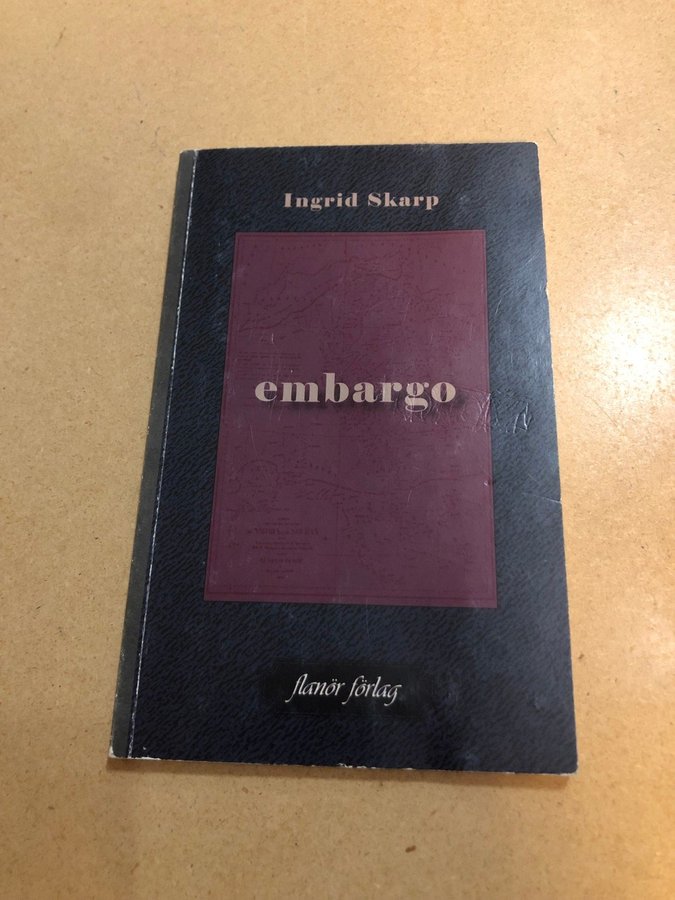 Ingrid Skarp
embargo
flanör förlag